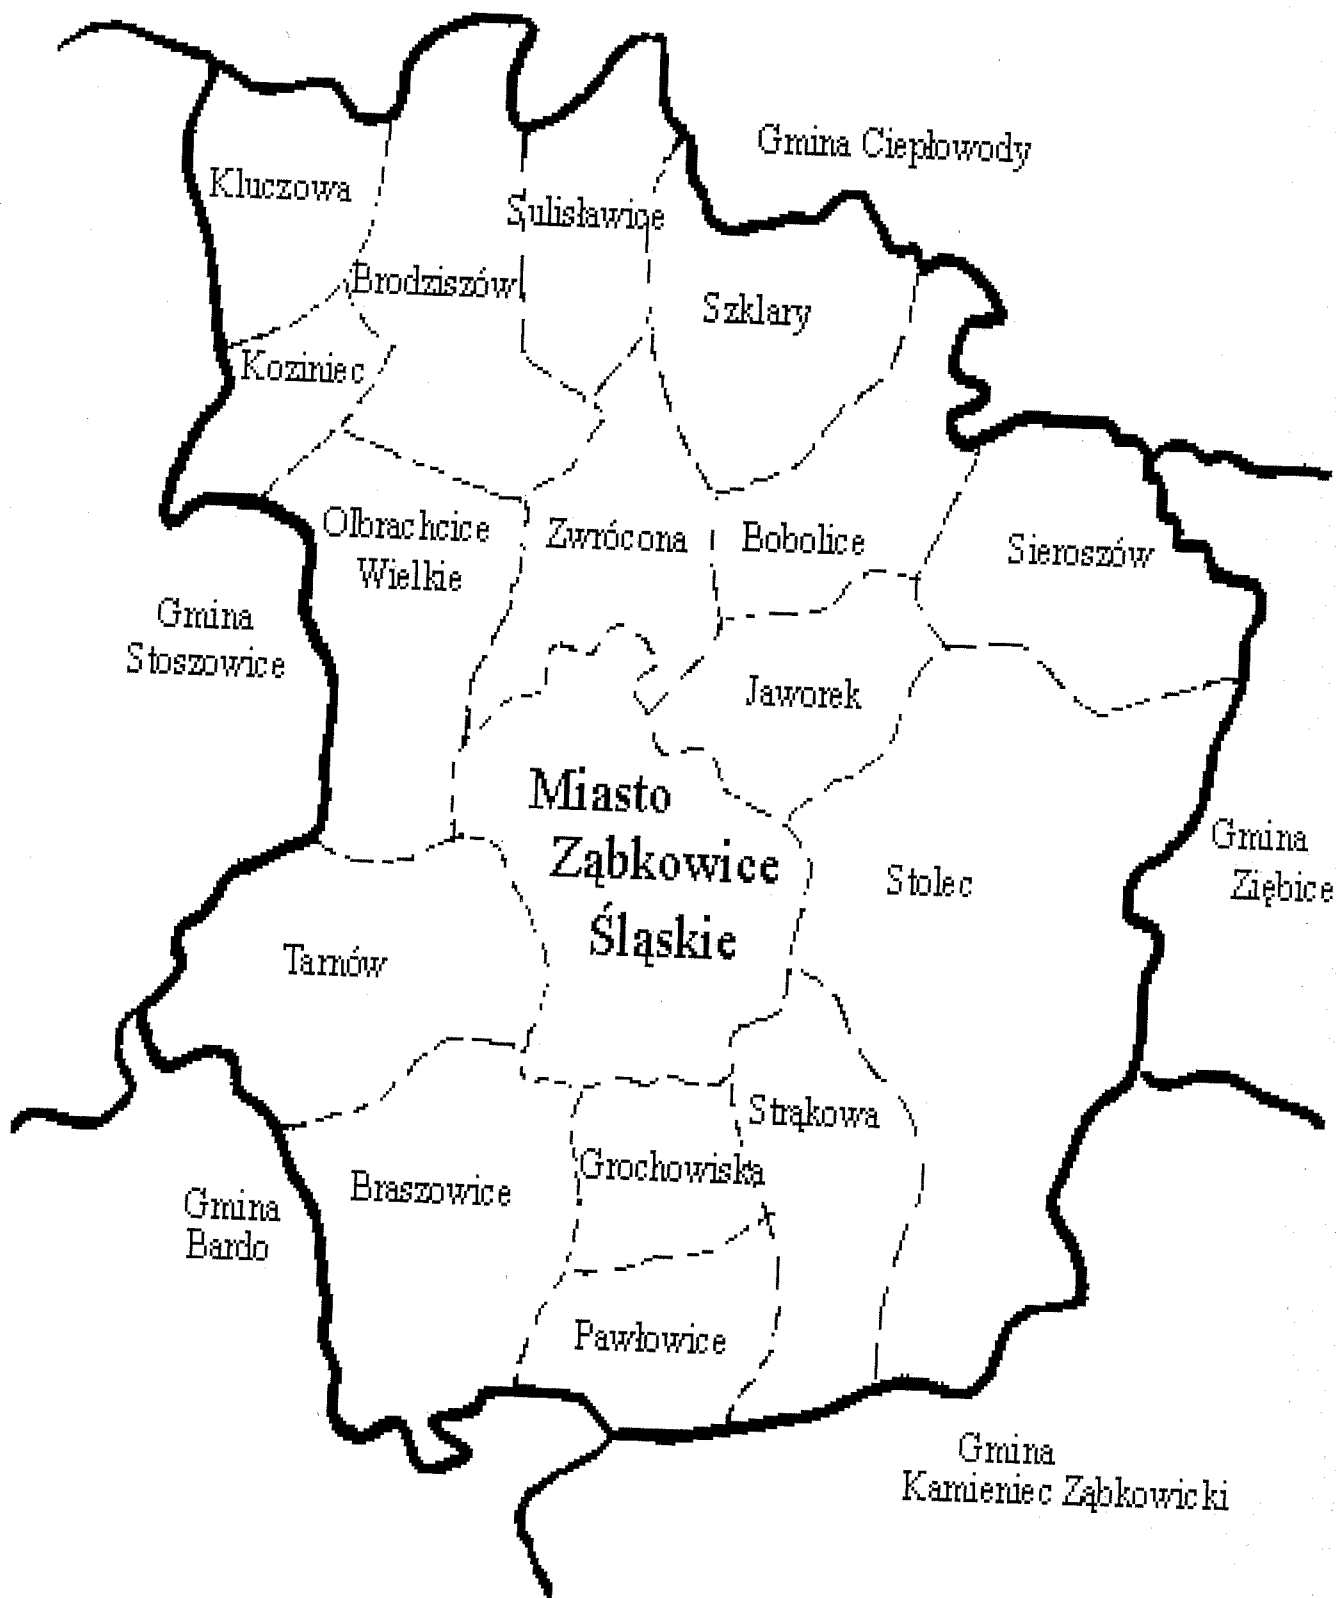 Gmina Ciepłowody
Kluczowa
Sulisławice
Brodziszów
Szklary
Koziniec
Olbrachcice
Wielkie
Zwrócona
Bobolice
Sieroszów
Gmina
Stoszowice
Jaworek
Miasto
Ząbkowice
Śląskie
Stolec
Gmina
Ziębice
Tarnów
Strąkowa
Grochowiska
Braszowice
Gmina
Bardo
Pawłowice
Gmina
Kamieniec Ząbkowicki